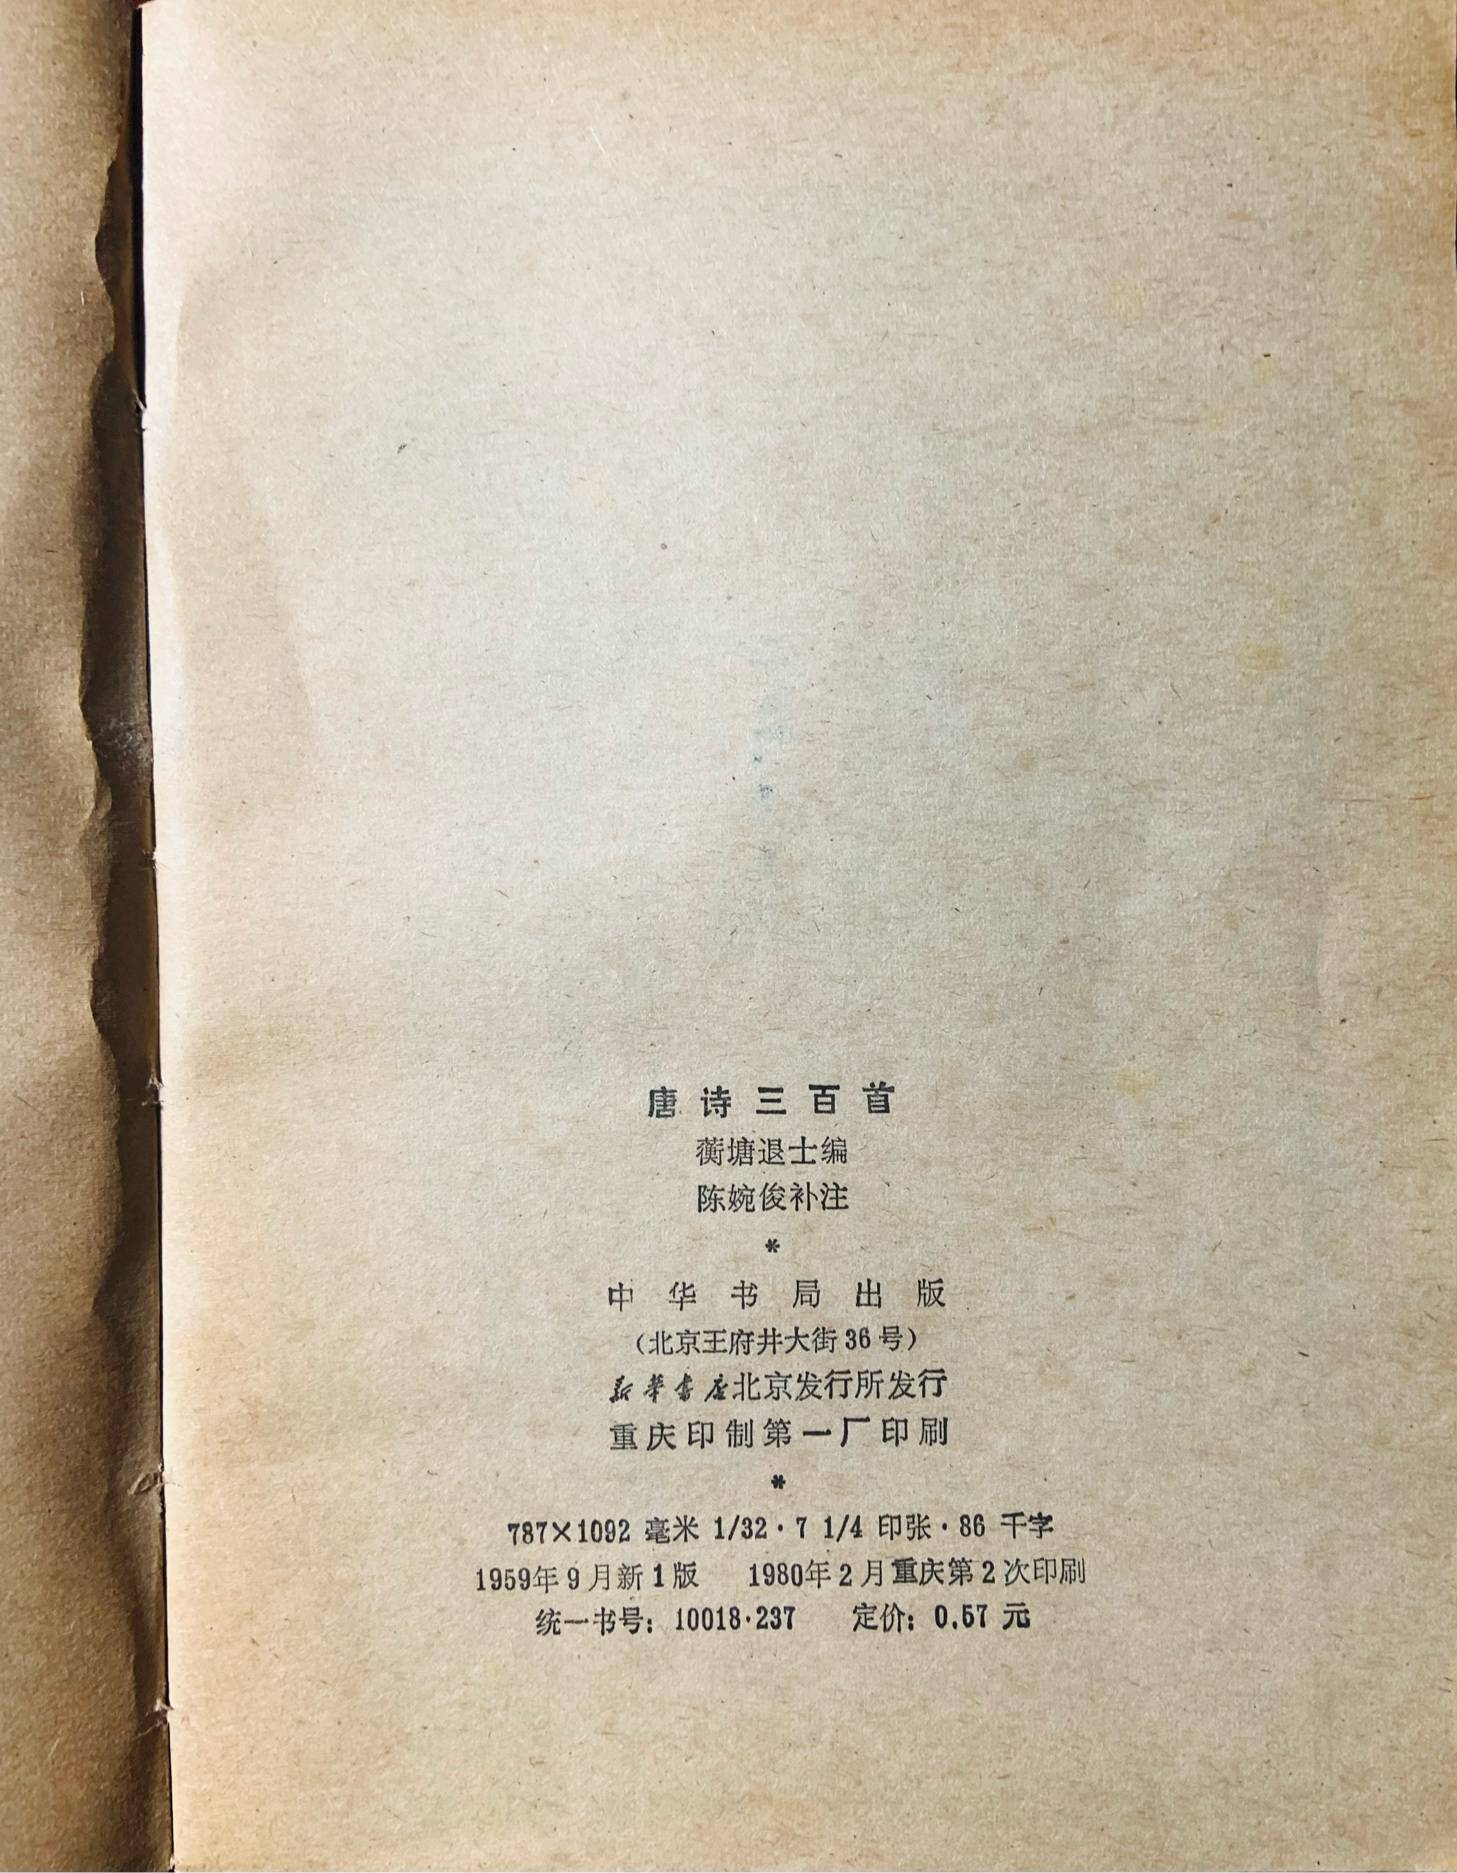 唐诗三百首
蘅塘退士编
陈婉俊补注
*
中华书局出版
（北京王府井大街36号）
新華書店北京发行所发行
重庆印制第一厂印刷
*
787×1092 毫米 1/32·7 1/4 印张·86 千字
1959年9月新1版 1980年2月重庆第2次印刷
统一书号：10018·237 定价：0.57 元